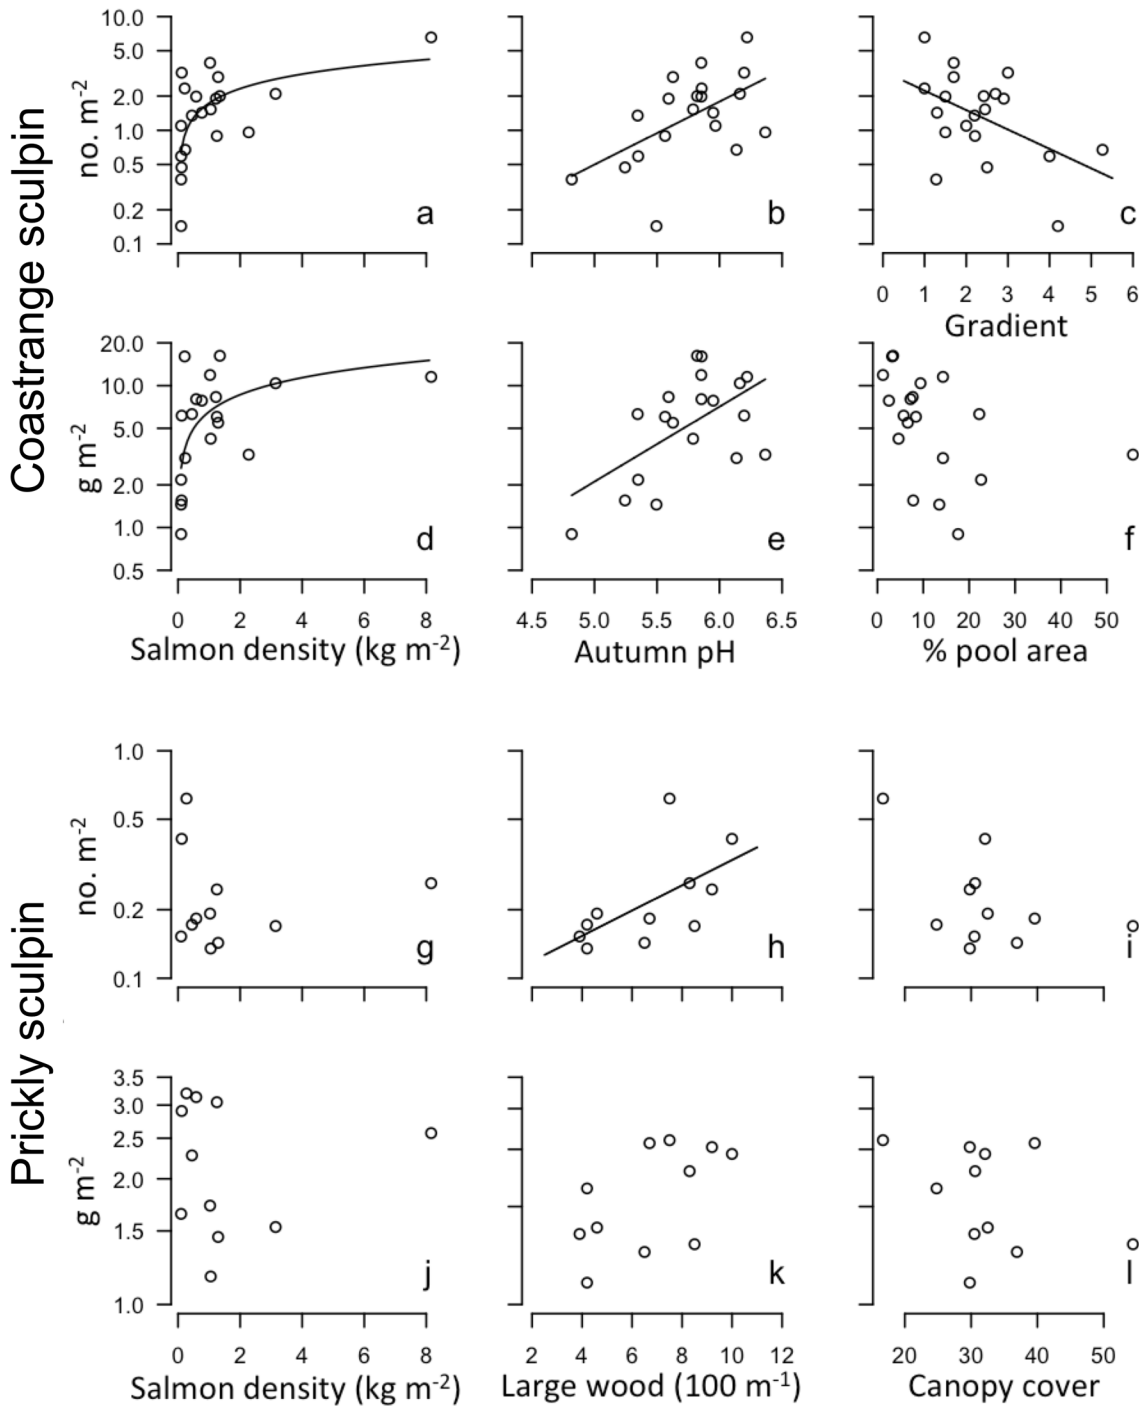 Coastrange sculpin
no. m-2
10.0
5.0
2.0
1.0
0.5
0.2
0.1
a
b
c
0 1 2 3 4 5 6
Gradient
g m-2
20.0
10.0
5.0
2.0
1.0
0.5
d
e
f
0 2 4 6 8
Salmon density (kg m-2)
4.5 5.0 5.5 6.0 6.5
Autumn pH
0 10 20 30 40 50
% pool area
Prickly sculpin
no. m-2
1.0
0.5
0.2
0.1
g
h
i
g m-2
3.5
3.0
2.5
2.0
1.5
1.0
j
k
l
0 2 4 6 8
Salmon density (kg m-2)
2 4 6 8 10 12
Large wood (100 m-1)
20 30 40 50
Canopy cover